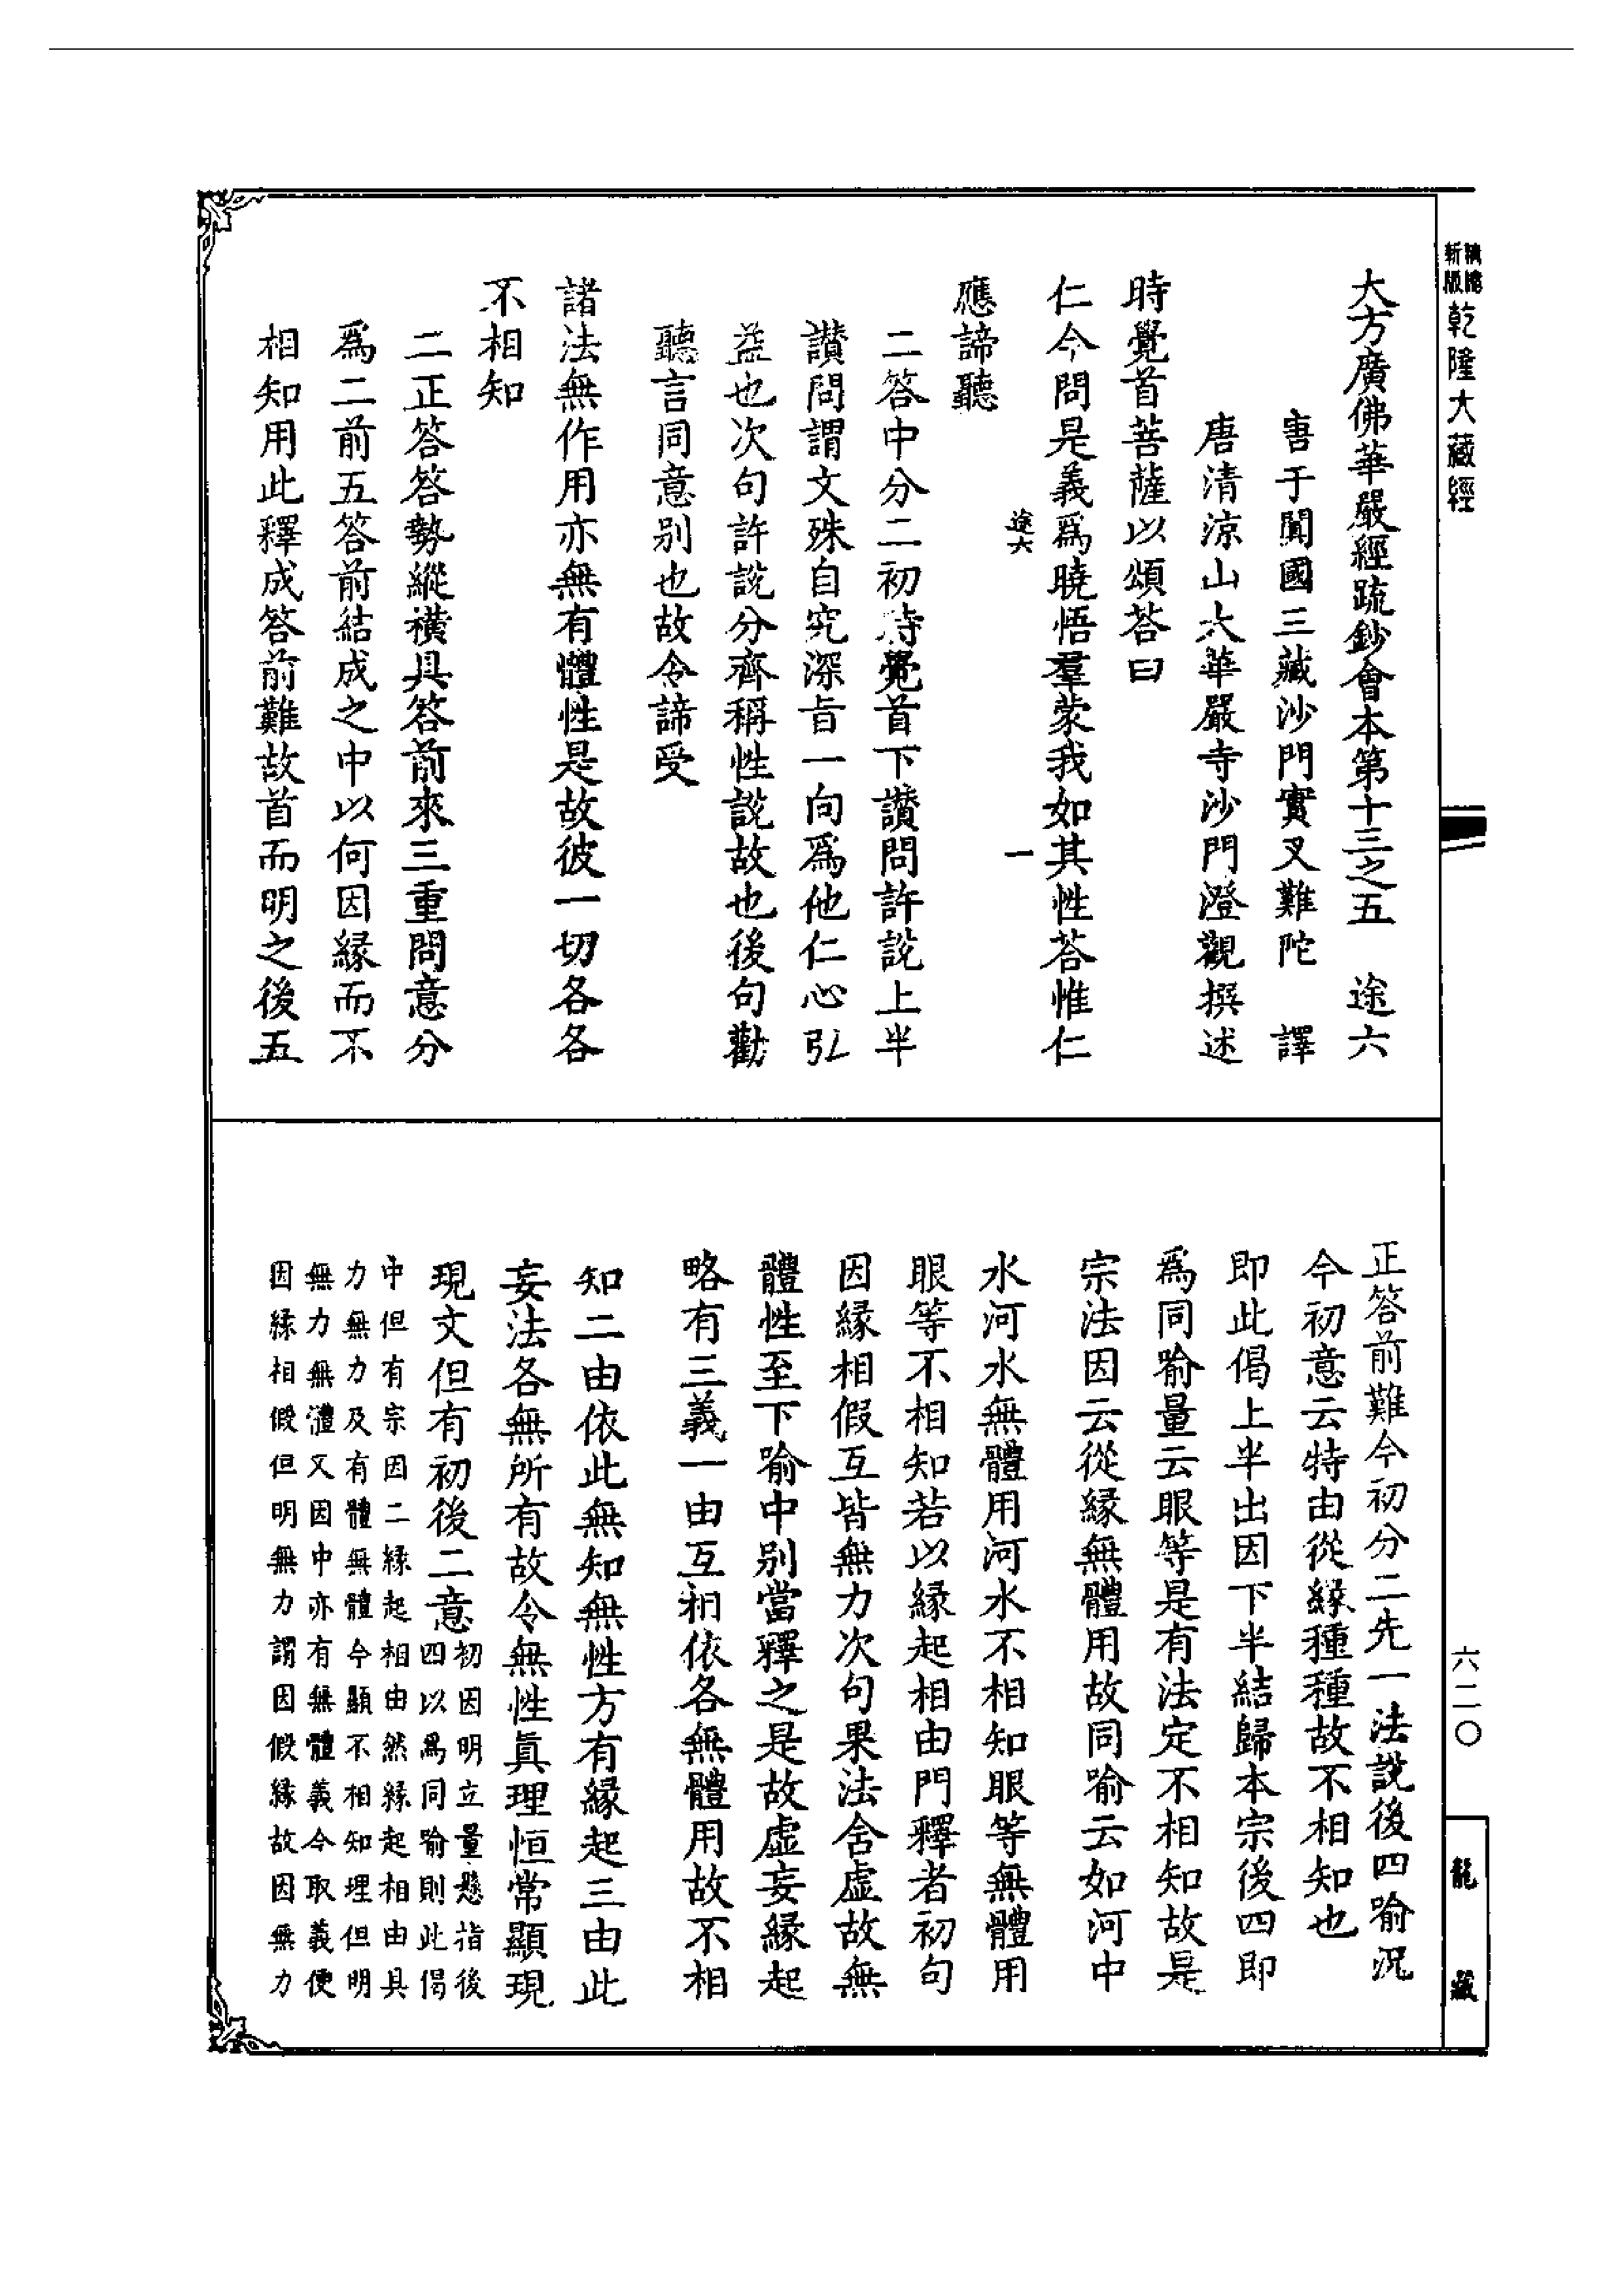 精縮新版乾隆大藏經
大方廣佛華嚴經疏鈔會本第十三之五　途六
唐于闐國三藏沙門實叉難陀　譯
唐清涼山大華嚴寺沙門澄觀撰述
時覺首菩薩以頌荅曰
仁今問是義爲曉悟羣蒙我如其性荅惟仁
途六　一
應諦聽
二答中分二初時覺首下讚問許説上半
讚問謂文殊自究深旨一向爲他仁心弘
益也次句許説分齊稱性説故也後句勸
聽言同意别也故令諦受
諸法無作用亦無有體性是故彼一切各各
不相知
二正答答勢縱橫具答前來三重問意分
爲二前五答前結成之中以何因緣而不
相知用此釋成答前難故首而明之後五
正答前難今初分二先一法説後四喻況
今初意云特由從緣種種故不相知也
即此偈上半出因下半結歸本宗後四即
爲同喻量云眼等是有法定不相知故是
宗法因云從緣無體用故同喻云如河中
水河水無體用河水不相知眼等無體用
眼等不相知若以緣起相由門釋者初句
因緣相假互皆無力次句果法舍虛故無
體性至下喻中别當釋之是故虛妄緣起
略有三義一由互相依各無體用故不相
知二由依此無知無性方有緣起三由此
妄法各無所有故令無性眞理恒常顯現
現文但有初後二意初因明立量懸指後
四以爲同喻則此偈
中但有宗因二緣起相由然緣起相由具
力無力及有體無體今顯不相知理但明
無力無體又因中亦有無體義今取義便
因緣相假但明無力謂因假緣故因無力
六二〇
龍藏